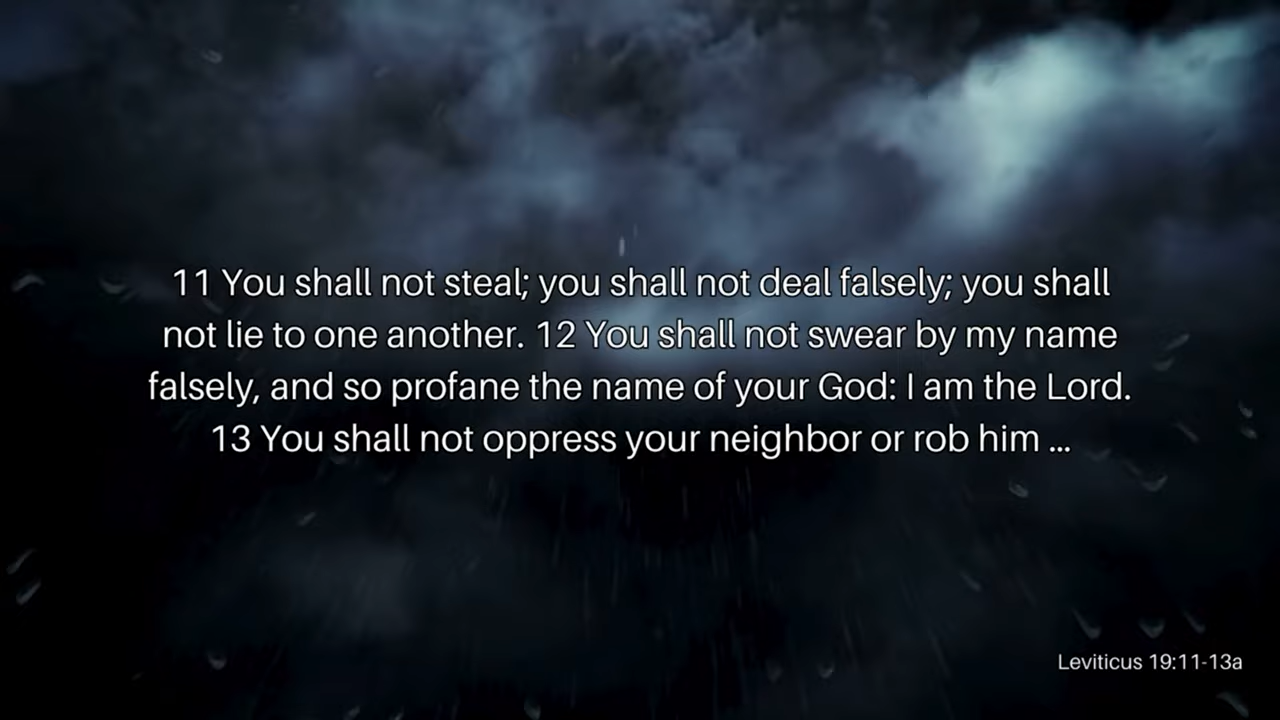 11 You shall not steal; you shall not deal falsely; you shall
not lie to one another. 12 You shall not swear by my name
falsely, and so profane the name of your God: I am the Lord.
13 You shall not oppress your neighbor or rob him ...
Leviticus 19:11-13a